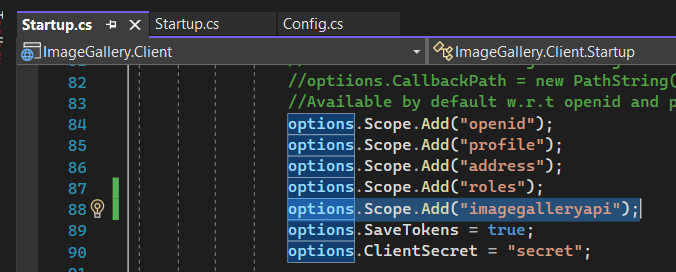 Startup.cs Startup.cs Config.cs
ImageGallery.Client ImageGallery.Client.Startup
82 //optiions.CallbackPath = new PathString(
83 //Available by default w.r.t openid and p
84 options.Scope.Add("openid");
85 options.Scope.Add("profile");
86 options.Scope.Add("address");
87 options.Scope.Add("roles");
88 options.Scope.Add("imagegalleryapi");
89 options.SaveTokens = true;
90 options.ClientSecret = "secret";